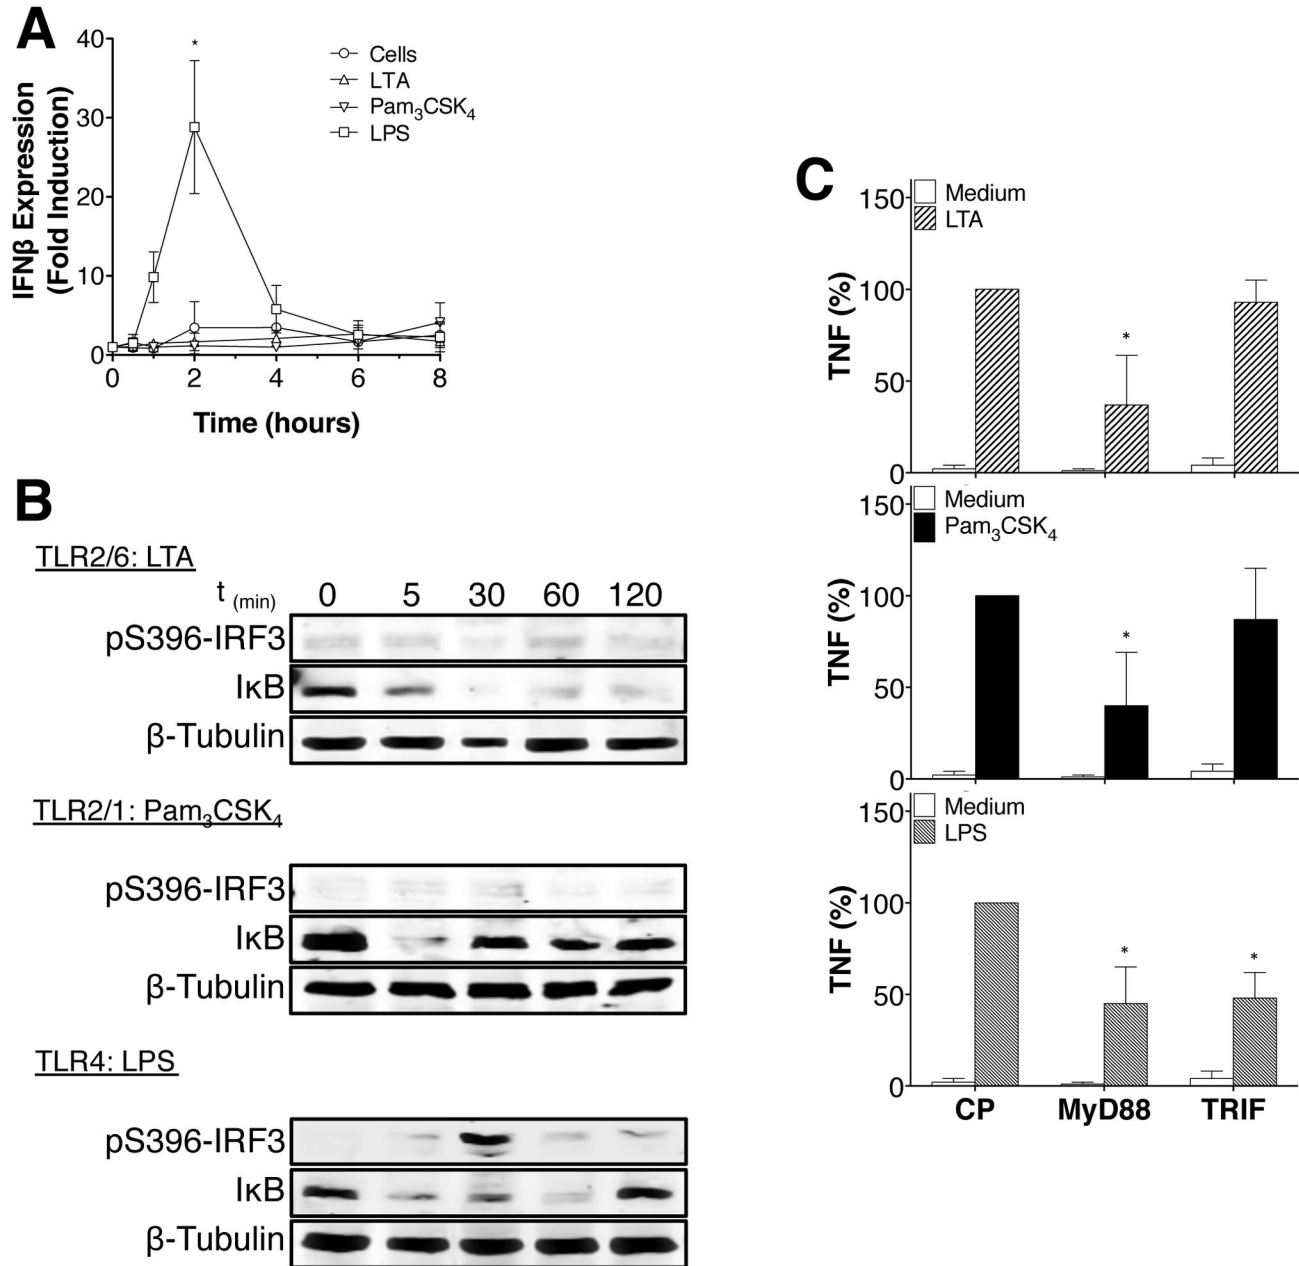 A
IFNβ Expression
(Fold Induction)
40
30
20
10
0
*
Cells
LTA
Pam₃CSK₄
LPS
0 2 4 6 8
Time (hours)
B
TLR2/6: LTA
t (min) 0 5 30 60 120
pS396-IRF3
IκB
β-Tubulin
TLR2/1: Pam₃CSK₄
pS396-IRF3
IκB
β-Tubulin
TLR4: LPS
pS396-IRF3
IκB
β-Tubulin
C
Medium
LTA
TNF (%)
150
100
50
0
*
Medium
Pam₃CSK₄
TNF (%)
150
100
50
0
*
Medium
LPS
TNF (%)
150
100
50
0
* *
CP MyD88 TRIF